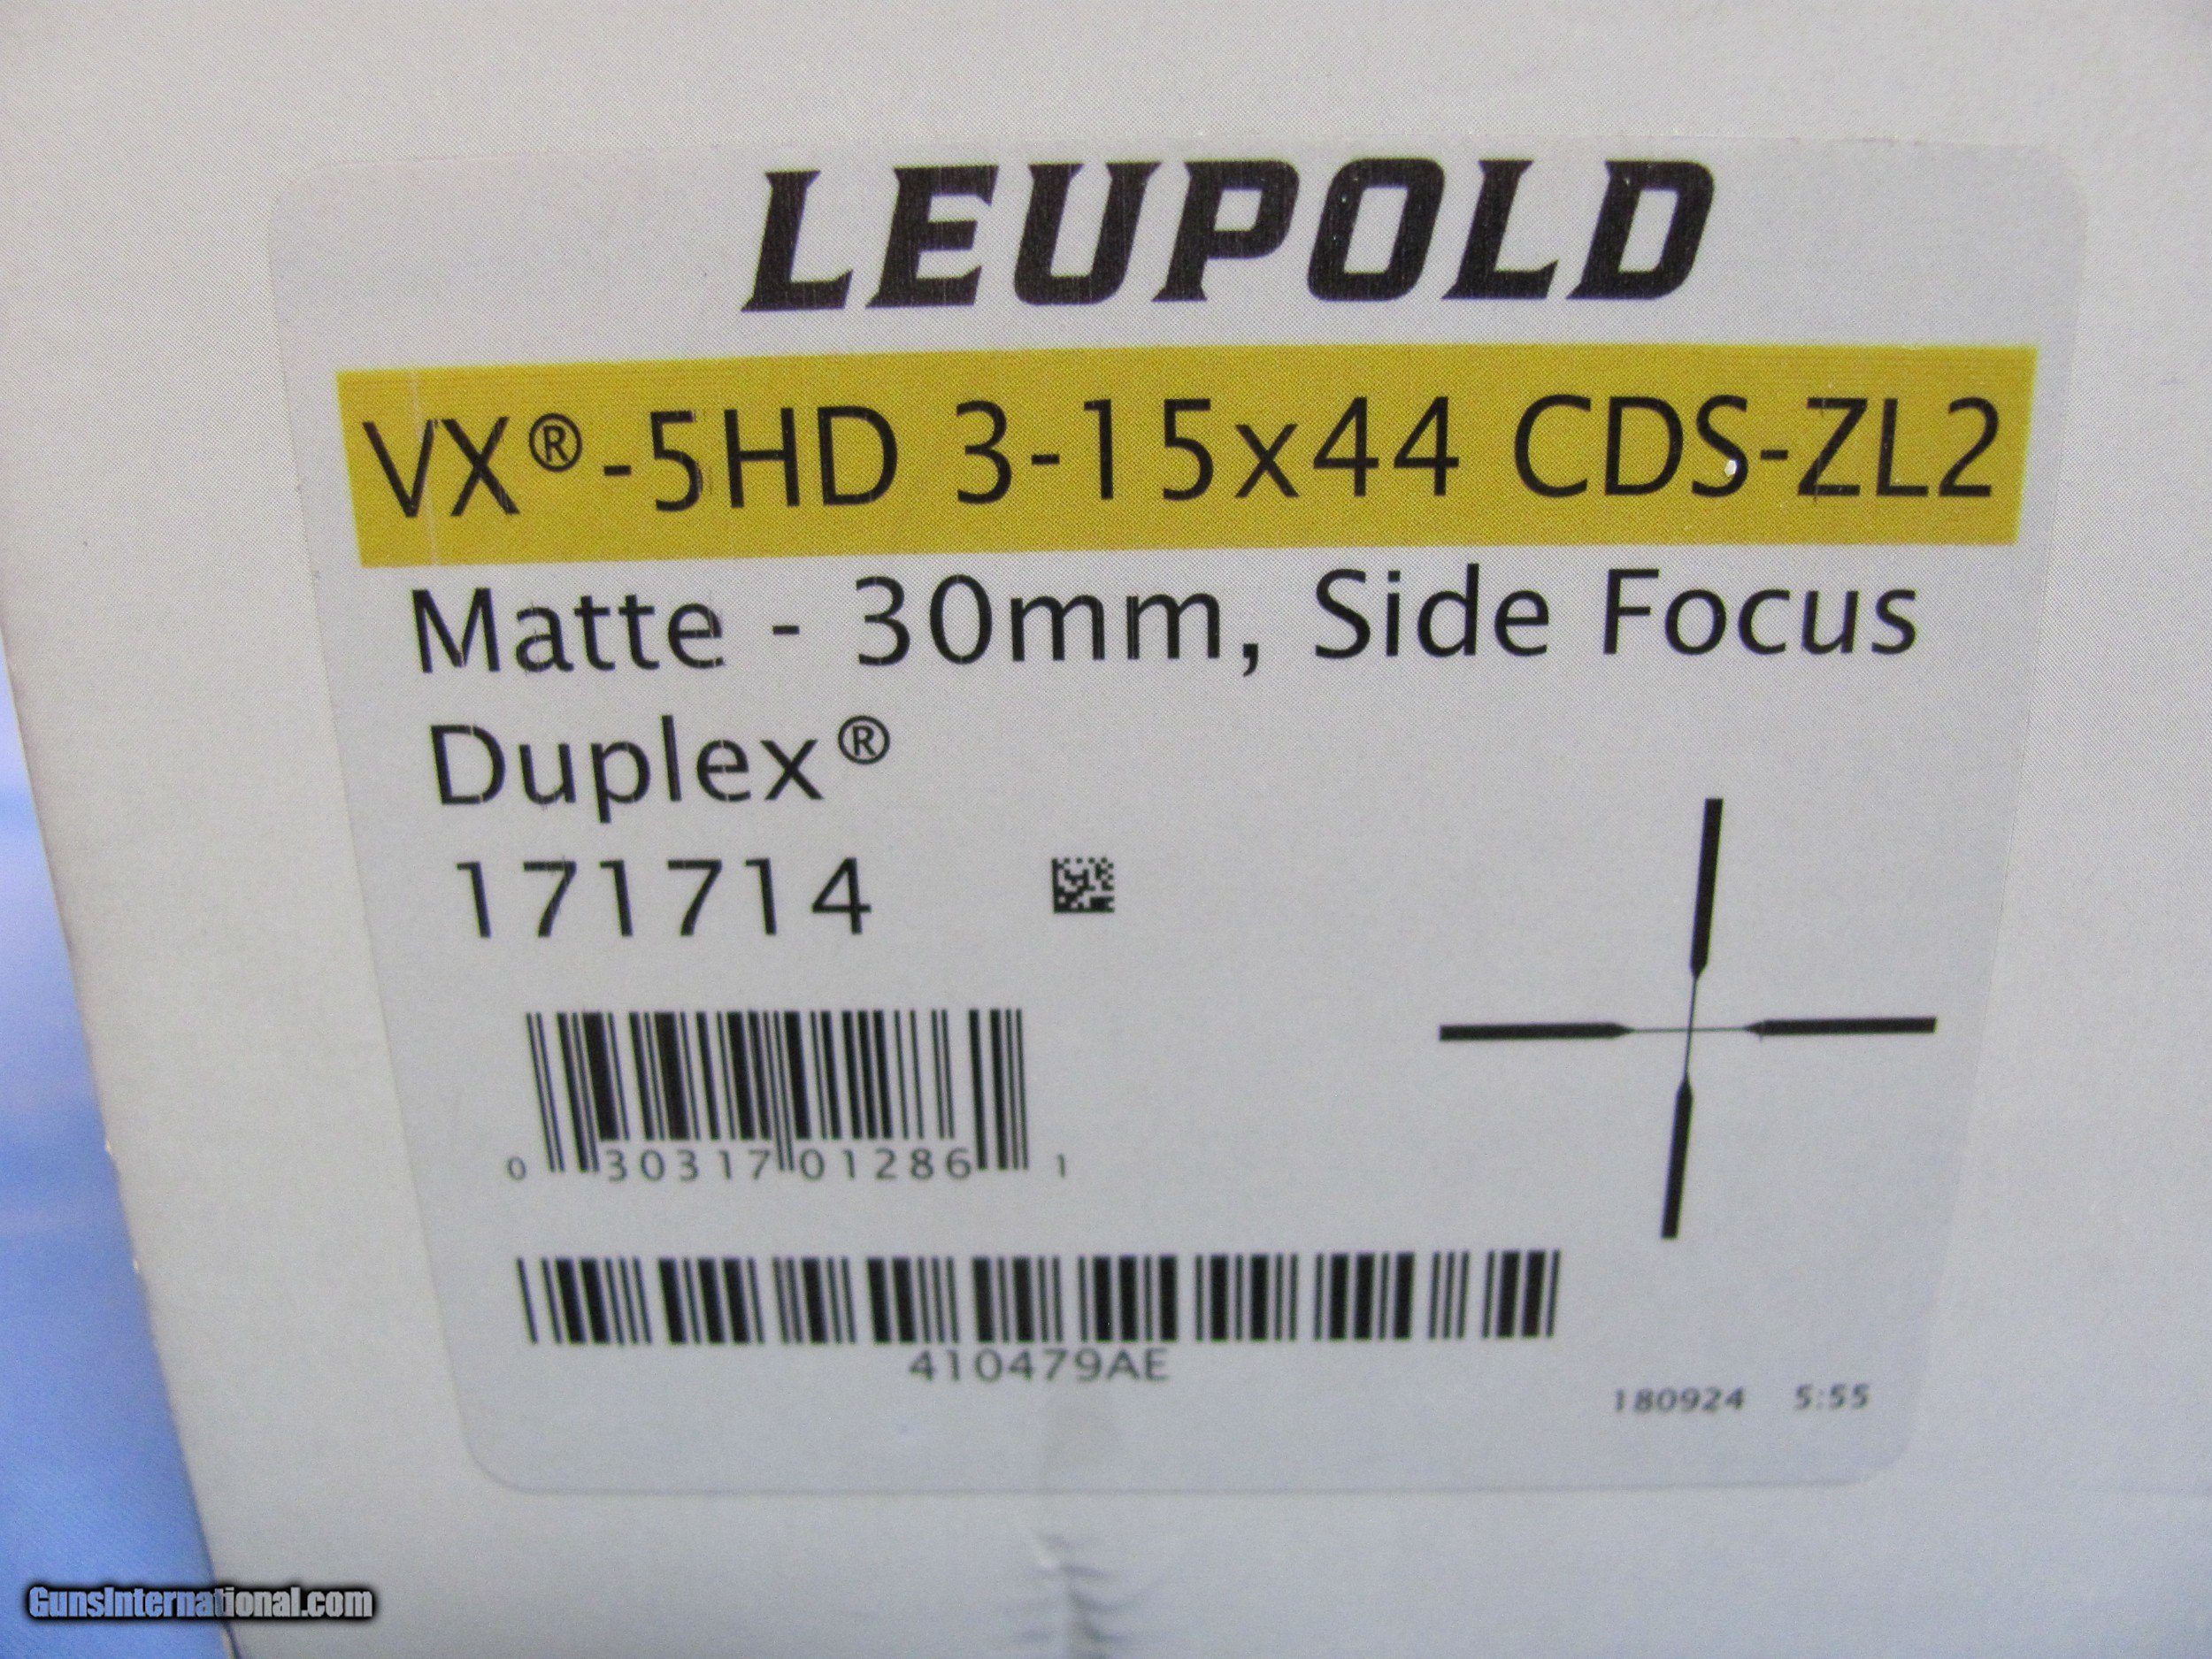 LEUPOLD
VX®-5HD 3-15x44 CDS-ZL2
Matte - 30mm, Side Focus
Duplex®
171714
0 30317 01286 1
410479AE
180924 5:55
GunsInternational.com